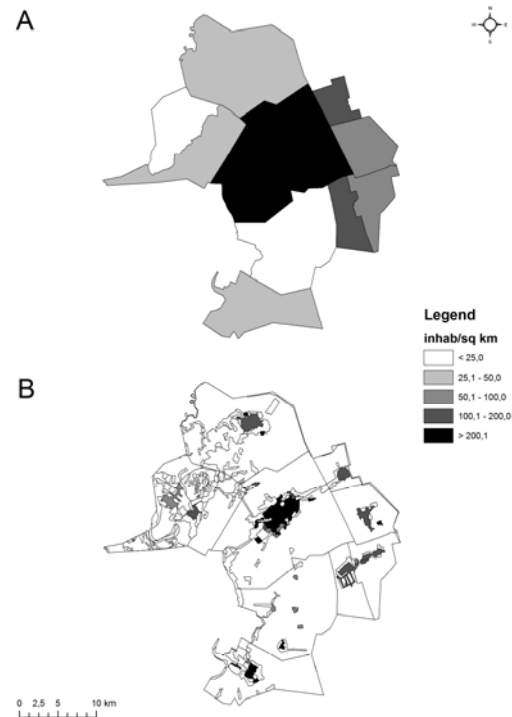 A
N
W
E
S
Legend
inhab/sq km
< 25,0
25,1 - 50,0
50,1 - 100,0
100,1 - 200,0
> 200,1
B
0 2,5 5 10 km